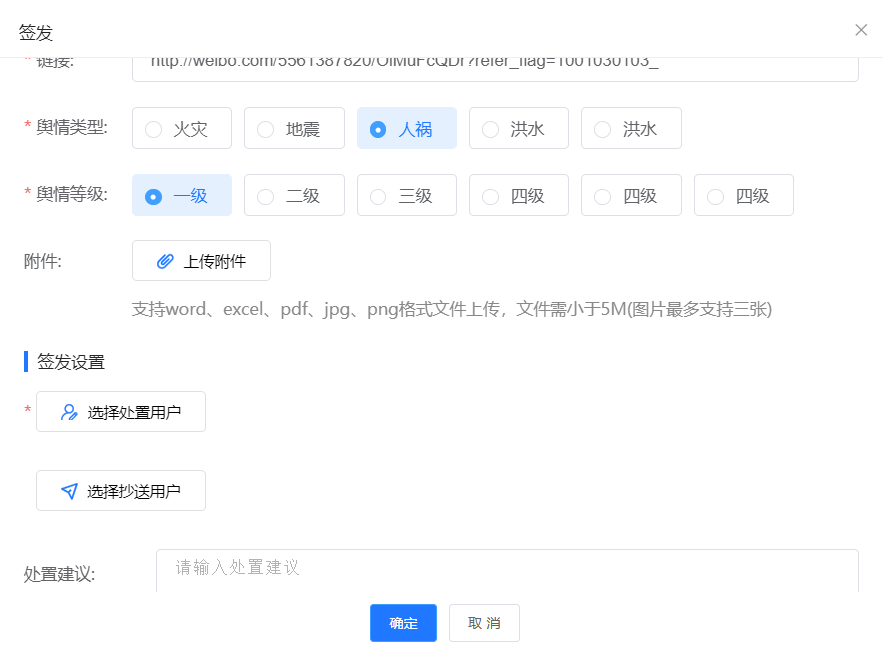 签发
* 链接: http://weibo.com/5561387820/OlMuFcQDr?refer_flag=1001030103_
* 舆情类型: 火灾 地震 人祸 洪水 洪水
* 舆情等级: 一级 二级 三级 四级 四级 四级
附件: 上传附件
支持word、excel、pdf、jpg、png格式文件上传，文件需小于5M(图片最多支持三张)
签发设置
* 选择处置用户
选择抄送用户
处置建议: 请输入处置建议
确定 取消